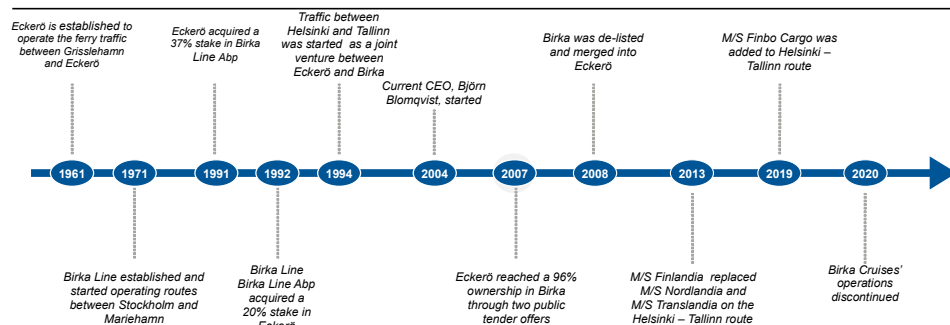 Eckerö is established to
operate the ferry traffic
between Grisslehamn
and Eckerö
Eckerö acquired a
37% stake in Birka
Line Abp
Traffic between
Helsinki and Tallinn
was started as a joint
venture between
Eckerö and Birka
Current CEO, Björn
Blomqvist, started
Birka was de-listed
and merged into
Eckerö
M/S Finbo Cargo was
added to Helsinki –
Tallinn route
1961
1971
1991
1992
1994
2004
2007
2008
2013
2019
2020
Birka Line established and
started operating routes
between Stockholm and
Mariehamn
Birka Line
Birka Line Abp
acquired a
20% stake in
Eckerö
Eckerö reached a 96%
ownership in Birka
through two public
tender offers
M/S Finlandia replaced
M/S Nordlandia and
M/S Translandia on the
Helsinki – Tallinn route
Birka Cruises'
operations
discontinued